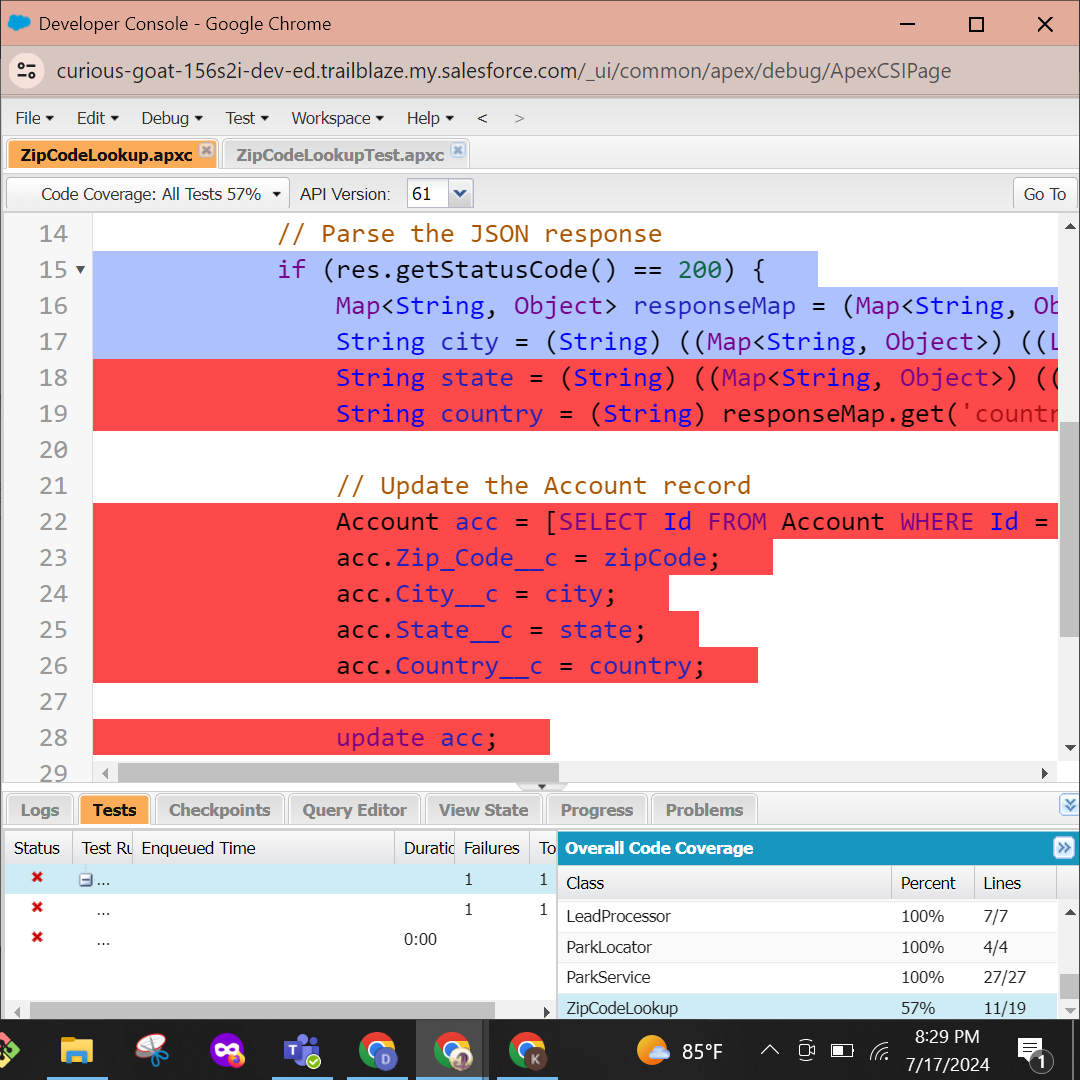 Developer Console - Google Chrome
curious-goat-156s2i-dev-ed.trailblaze.my.salesforce.com/_ui/common/apex/debug/ApexCSIPage
File Edit Debug Test Workspace Help < >
ZipCodeLookup.apxc ZipCodeLookupTest.apxc
Code Coverage: All Tests 57% API Version: 61 Go To
14 // Parse the JSON response
15 if (res.getStatusCode() == 200) {
16 Map<String, Object> responseMap = (Map<String, Ob
17 String city = (String) ((Map<String, Object>) ((L
18 String state = (String) ((Map<String, Object>) ((
19 String country = (String) responseMap.get('countr
20
21 // Update the Account record
22 Account acc = [SELECT Id FROM Account WHERE Id =
23 acc.Zip_Code__c = zipCode;
24 acc.City__c = city;
25 acc.State__c = state;
26 acc.Country__c = country;
27
28 update acc;
29
Logs Tests Checkpoints Query Editor View State Progress Problems
Status Test Ru Enqueued Time Duratic Failures To
... 1 1
... 1 1
... 0:00
Overall Code Coverage
Class Percent Lines
LeadProcessor 100% 7/7
ParkLocator 100% 4/4
ParkService 100% 27/27
ZipCodeLookup 57% 11/19
D K 85°F 8:29 PM
7/17/2024 1